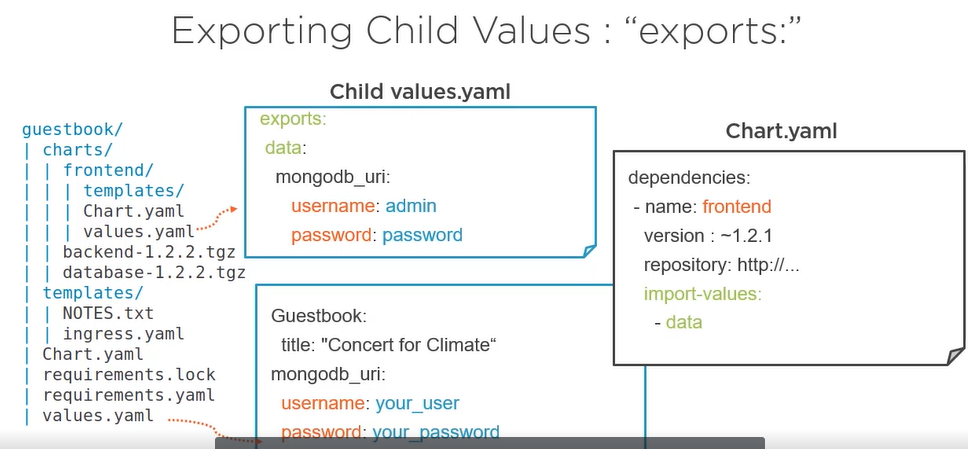 Exporting Child Values : “exports:”
Child values.yaml
guestbook/
| charts/
| | frontend/
| | | templates/
| | | Chart.yaml
| | | values.yaml
| | backend-1.2.2.tgz
| | database-1.2.2.tgz
| templates/
| | NOTES.txt
| | ingress.yaml
| Chart.yaml
| requirements.lock
| requirements.yaml
| values.yaml
exports:
data:
mongodb_uri:
username: admin
password: password
Guestbook:
title: "Concert for Climate“
mongodb_uri:
username: your_user
password: your_password
Chart.yaml
dependencies:
- name: frontend
version : ~1.2.1
repository: http://...
import-values:
- data